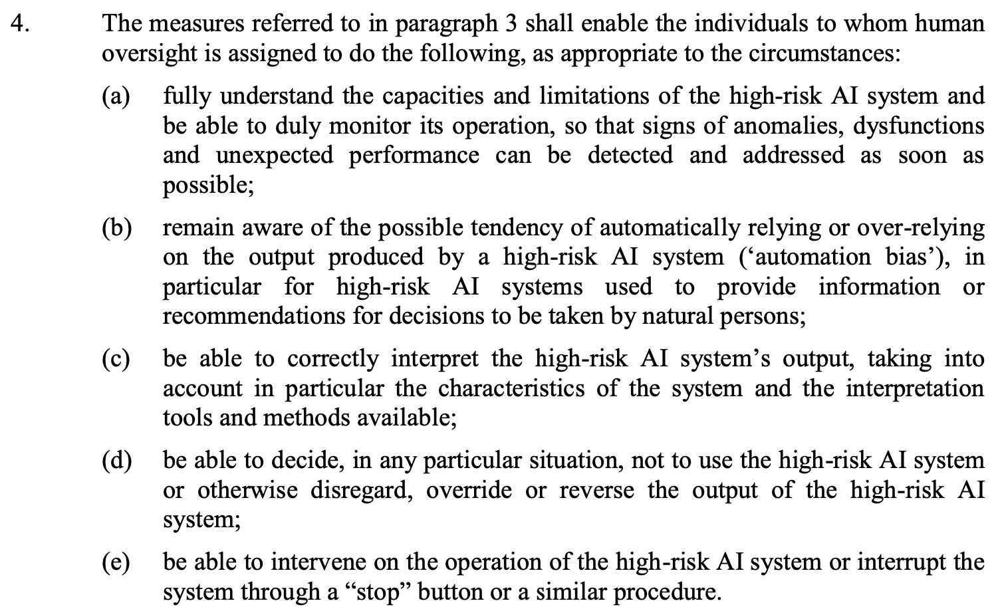 4. The measures referred to in paragraph 3 shall enable the individuals to whom human
oversight is assigned to do the following, as appropriate to the circumstances:
(a) fully understand the capacities and limitations of the high-risk AI system and
be able to duly monitor its operation, so that signs of anomalies, dysfunctions
and unexpected performance can be detected and addressed as soon as
possible;
(b) remain aware of the possible tendency of automatically relying or over-relying
on the output produced by a high-risk AI system (‘automation bias’), in
particular for high-risk AI systems used to provide information or
recommendations for decisions to be taken by natural persons;
(c) be able to correctly interpret the high-risk AI system’s output, taking into
account in particular the characteristics of the system and the interpretation
tools and methods available;
(d) be able to decide, in any particular situation, not to use the high-risk AI system
or otherwise disregard, override or reverse the output of the high-risk AI
system;
(e) be able to intervene on the operation of the high-risk AI system or interrupt the
system through a “stop” button or a similar procedure.